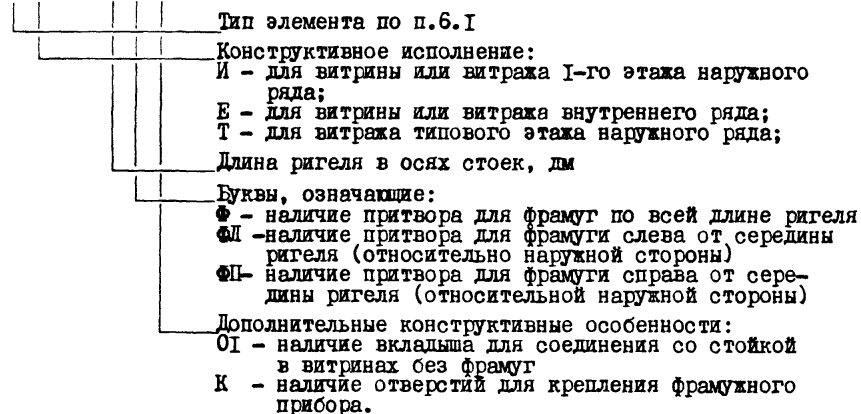 Тип элемента по п.6.I
Конструктивное исполнение:
И – для витрины или витража I-го этажа наружного
ряда;
Е – для витрины или витража внутреннего ряда;
Т – для витража типового этажа наружного ряда;
Длина ригеля в осях стоек, дм
Буквы, означающие:
Ф – наличие притвора для фрамуг по всей длине ригеля
ФЛ –наличие притвора для фрамуги слева от середины
ригеля (относительно наружной стороны)
ФП– наличие притвора для фрамуги справа от сере–
дины ригеля (относительной наружной стороны)
Дополнительные конструктивные особенности:
OI – наличие вкладыша для соединения со стойкой
в витринах без фрамуг
К – наличие отверстий для крепления фрамужного
прибора.